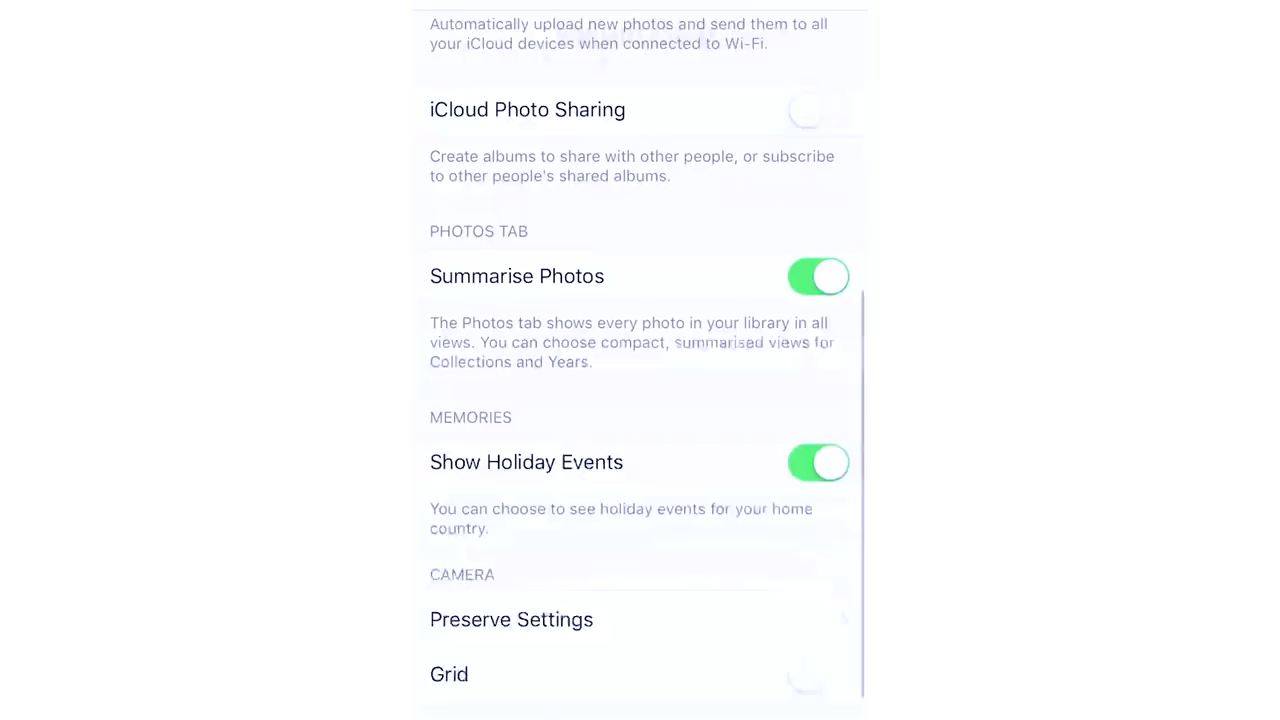 Automatically upload new photos and send them to all
your iCloud devices when connected to Wi-Fi.
iCloud Photo Sharing
Create albums to share with other people, or subscribe
to other people's shared albums.
PHOTOS TAB
Summarise Photos
The Photos tab shows every photo in your library in all
views. You can choose compact, summarised views for
Collections and Years.
MEMORIES
Show Holiday Events
You can choose to see holiday events for your home
country.
CAMERA
Preserve Settings
Grid